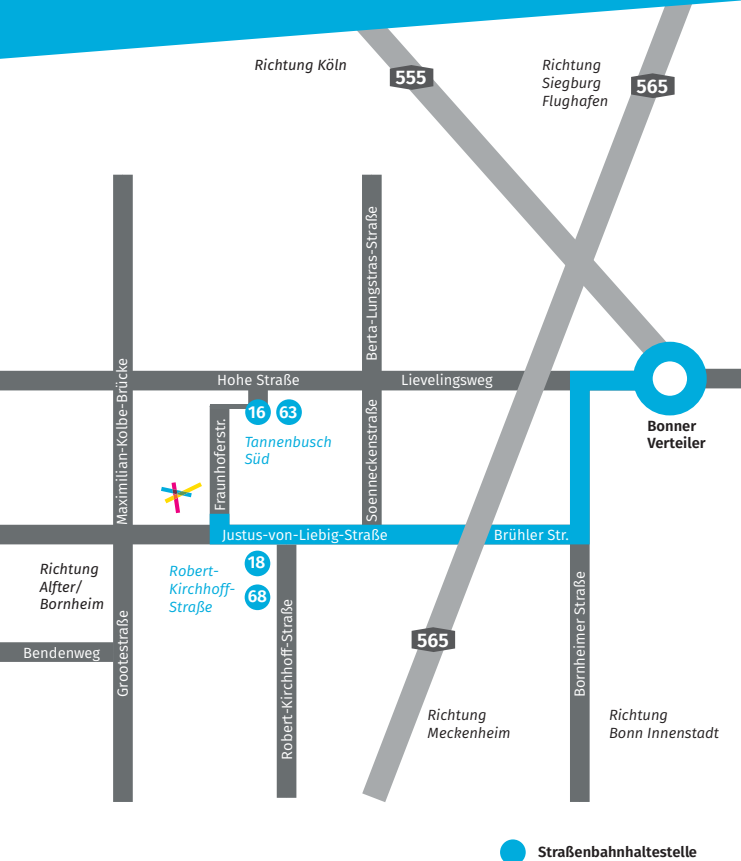 Richtung Köln
555
Richtung
Siegburg
Flughafen
565
Berta-Lungstras-Straße
Maximilian-Kolbe-Brücke
Hohe Straße
Lievelingsweg
16
63
Tannenbusch
Süd
Fraunhoferstr.
Soenneckenstraße
Bonner
Verteiler
Justus-von-Liebig-Straße
Brühler Str.
Richtung
Alfter/
Bornheim
Robert-
Kirchhoff-
Straße
18
68
Bendenweg
Grootestraße
Robert-Kirchhoff-Straße
565
Bornheimer Straße
Richtung
Meckenheim
Richtung
Bonn Innenstadt
Straßenbahnhaltestelle